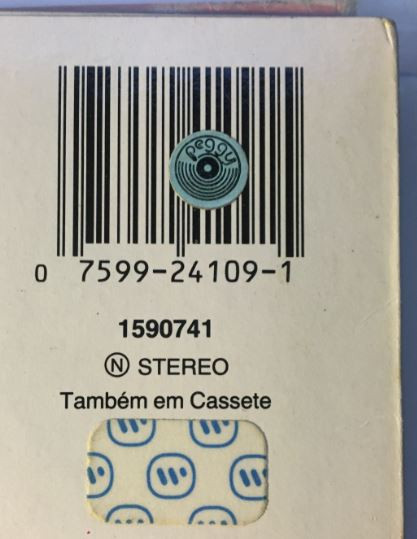 peggy
0 7599-24109-1
1590741
Ⓝ STEREO
Também em Cassete